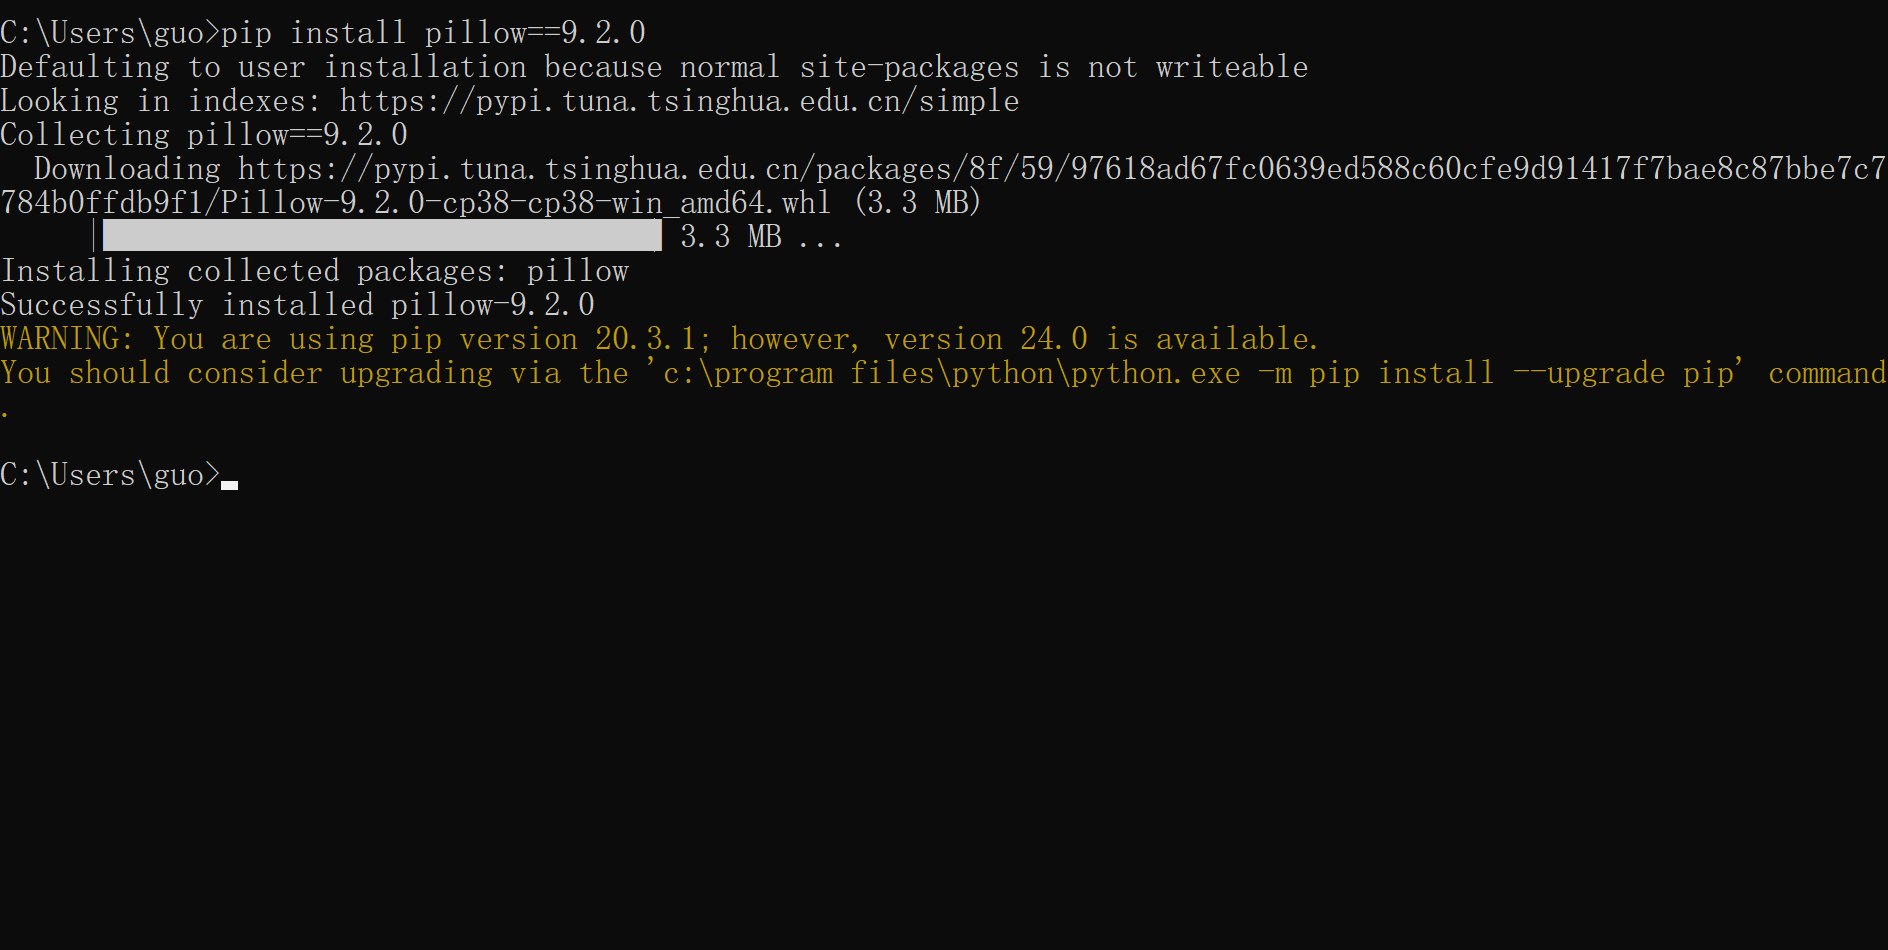 C:\Users\guo>pip install pillow==9.2.0
Defaulting to user installation because normal site-packages is not writeable
Looking in indexes: https://pypi.tuna.tsinghua.edu.cn/simple
Collecting pillow==9.2.0
  Downloading https://pypi.tuna.tsinghua.edu.cn/packages/8f/59/97618ad67fc0639ed588c60cfe9d91417f7bae8c87bbe7c7
784b0ffdb9f1/Pillow-9.2.0-cp38-cp38-win_amd64.whl (3.3 MB)
     |████████████████████████████████| 3.3 MB ...
Installing collected packages: pillow
Successfully installed pillow-9.2.0
WARNING: You are using pip version 20.3.1; however, version 24.0 is available.
You should consider upgrading via the 'c:\program files\python\python.exe -m pip install --upgrade pip' command
.
C:\Users\guo>